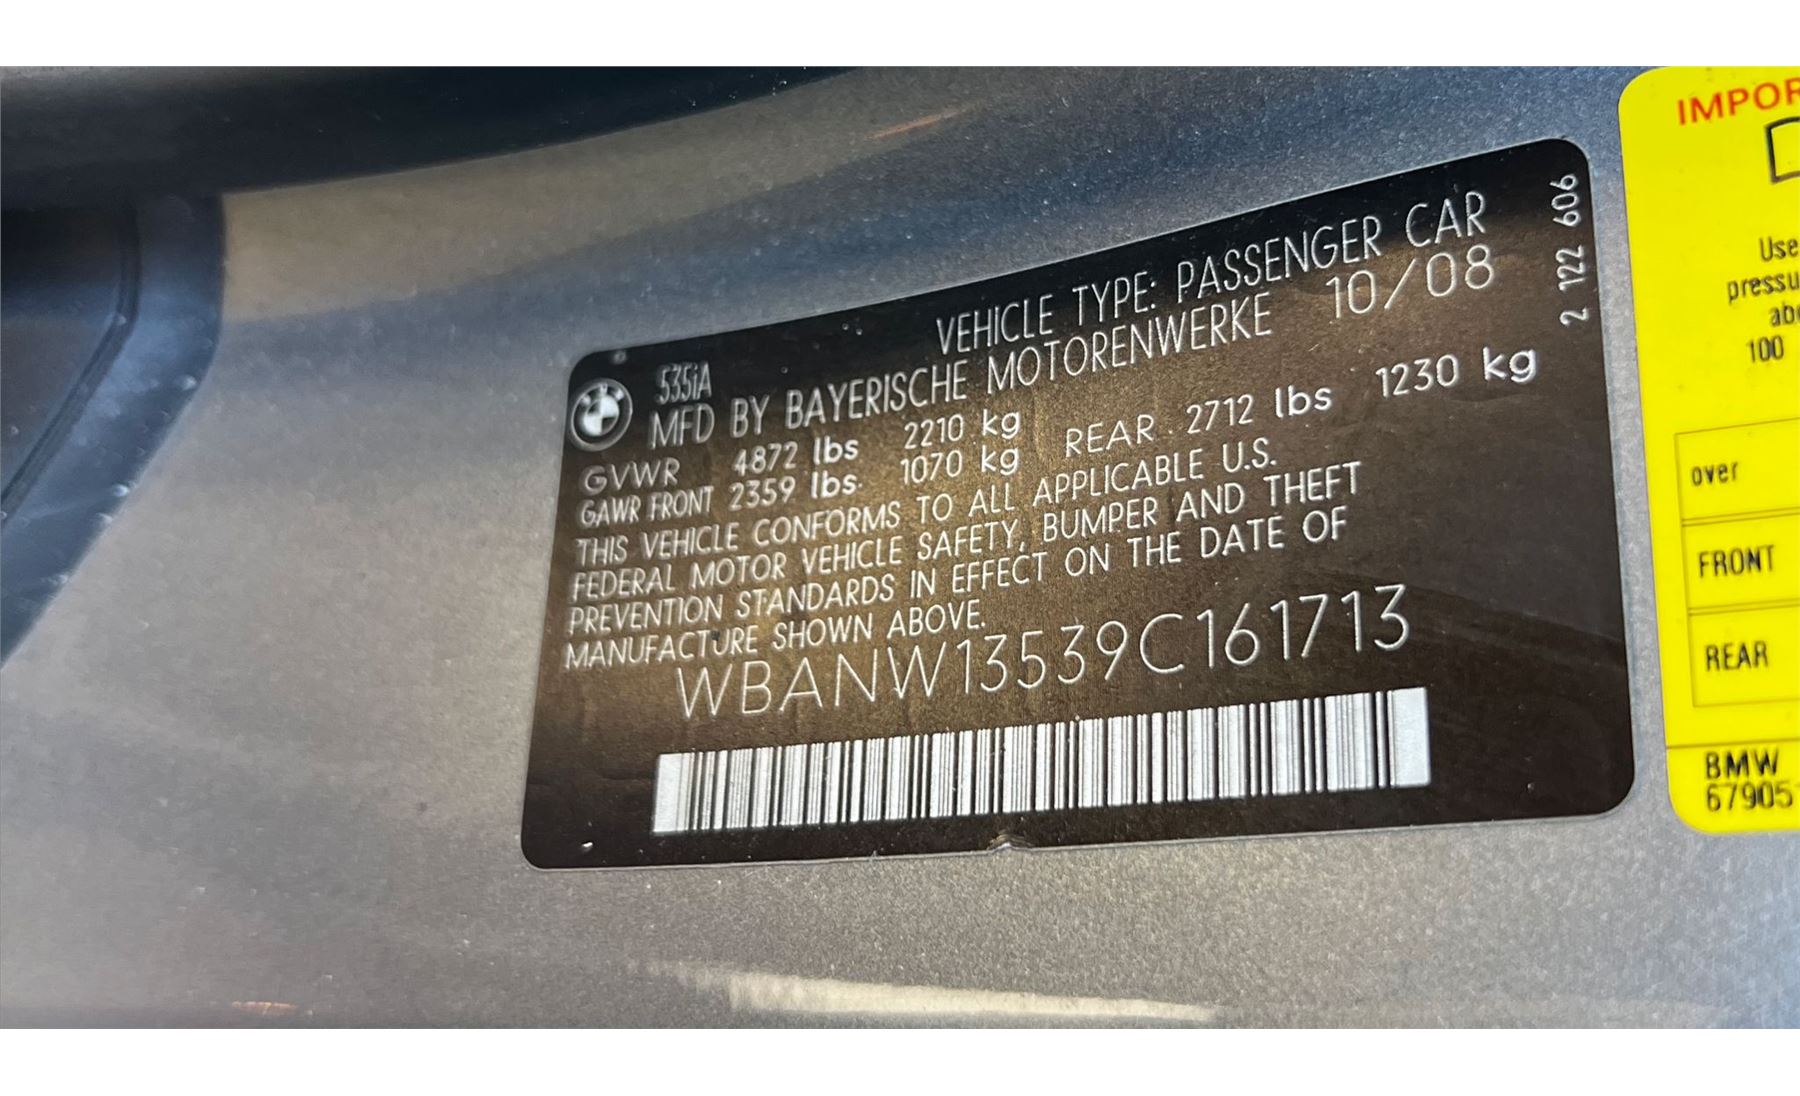 535iA
VEHICLE TYPE: PASSENGER CAR
MFD BY BAYERISCHE MOTORENWERKE 10/08
GVWR 4872 lbs 2210 kg
GAWR FRONT 2359 lbs. 1070 kg REAR 2712 lbs 1230 kg
THIS VEHICLE CONFORMS TO ALL APPLICABLE U.S.
FEDERAL MOTOR VEHICLE SAFETY, BUMPER AND THEFT
PREVENTION STANDARDS IN EFFECT ON THE DATE OF
MANUFACTURE SHOWN ABOVE.
WBANW13539C161713
2 122 606
Use
100
over
FRONT
REAR
BMW